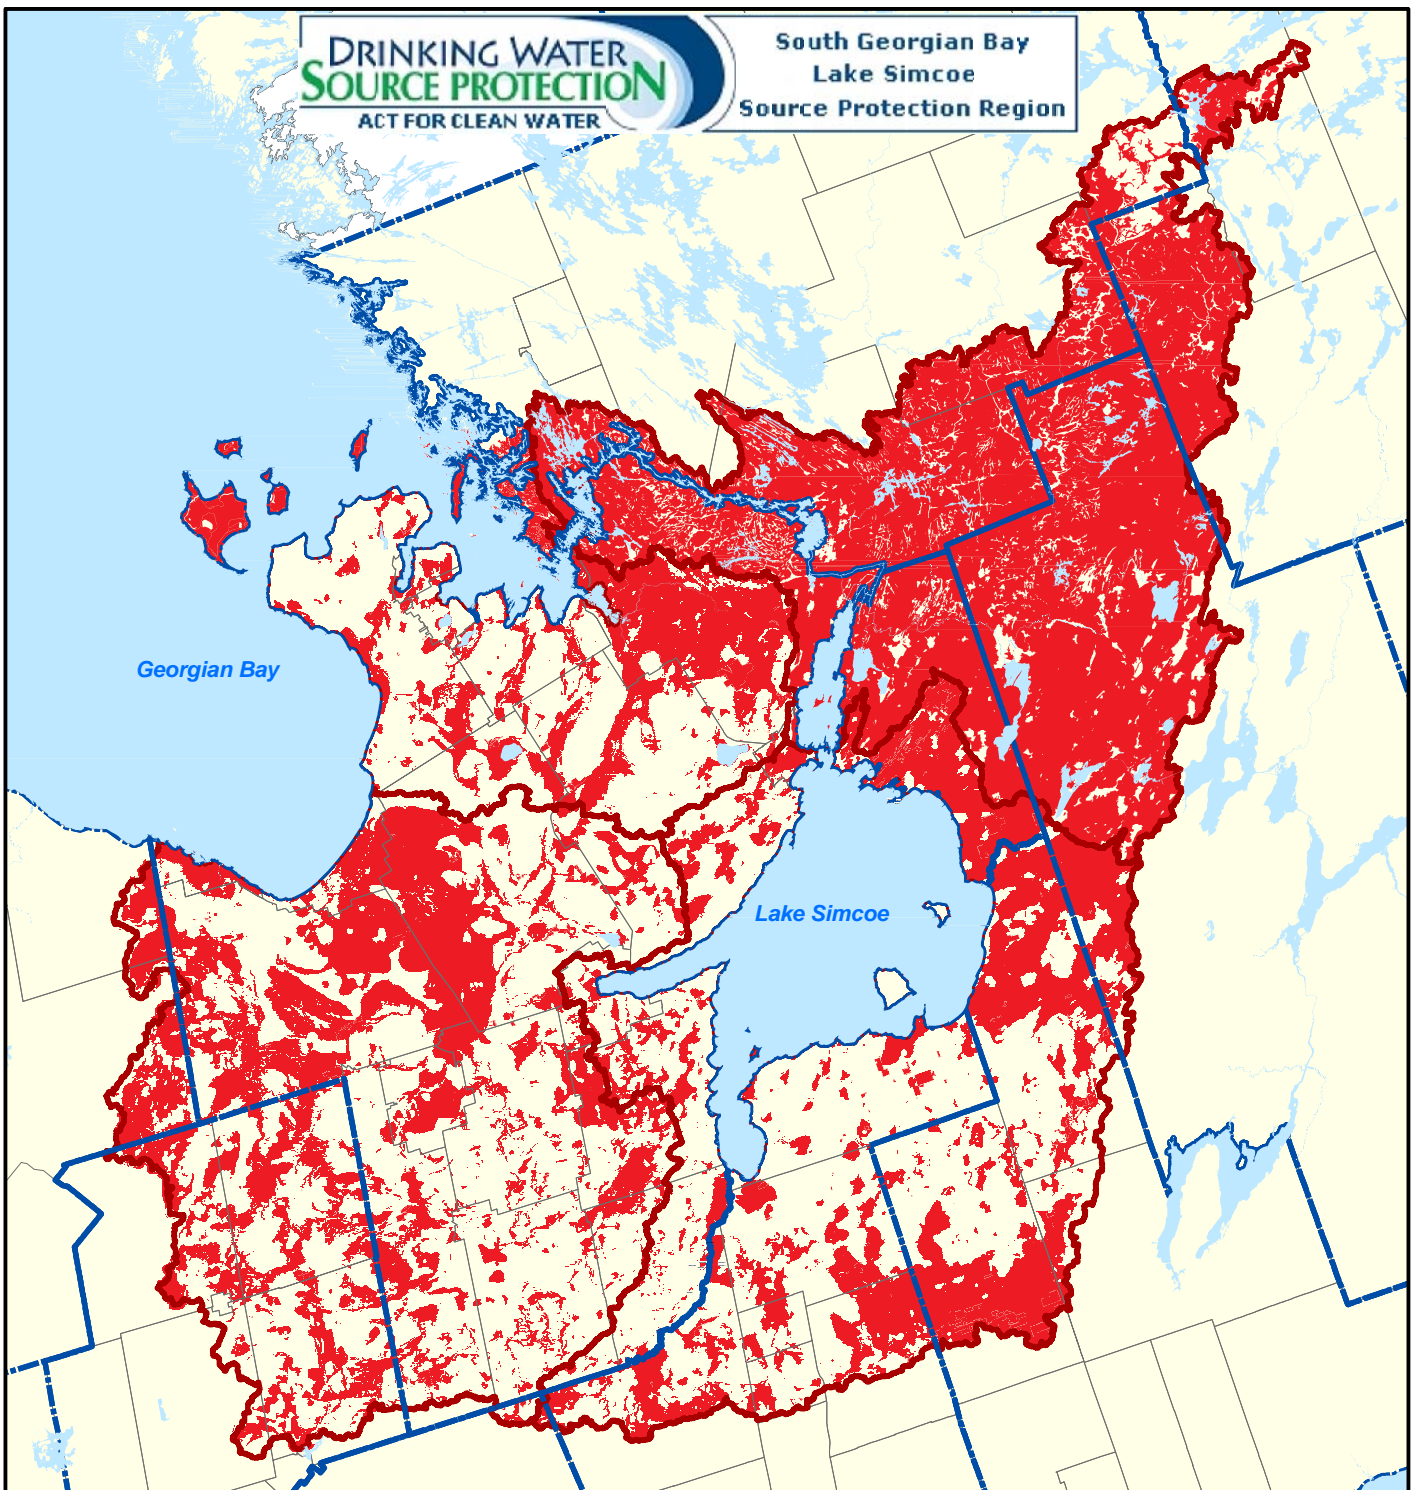 DRINKING WATER
SOURCE PROTECTION
ACT FOR CLEAN WATER
South Georgian Bay
Lake Simcoe
Source Protection Region
Georgian Bay
Lake Simcoe